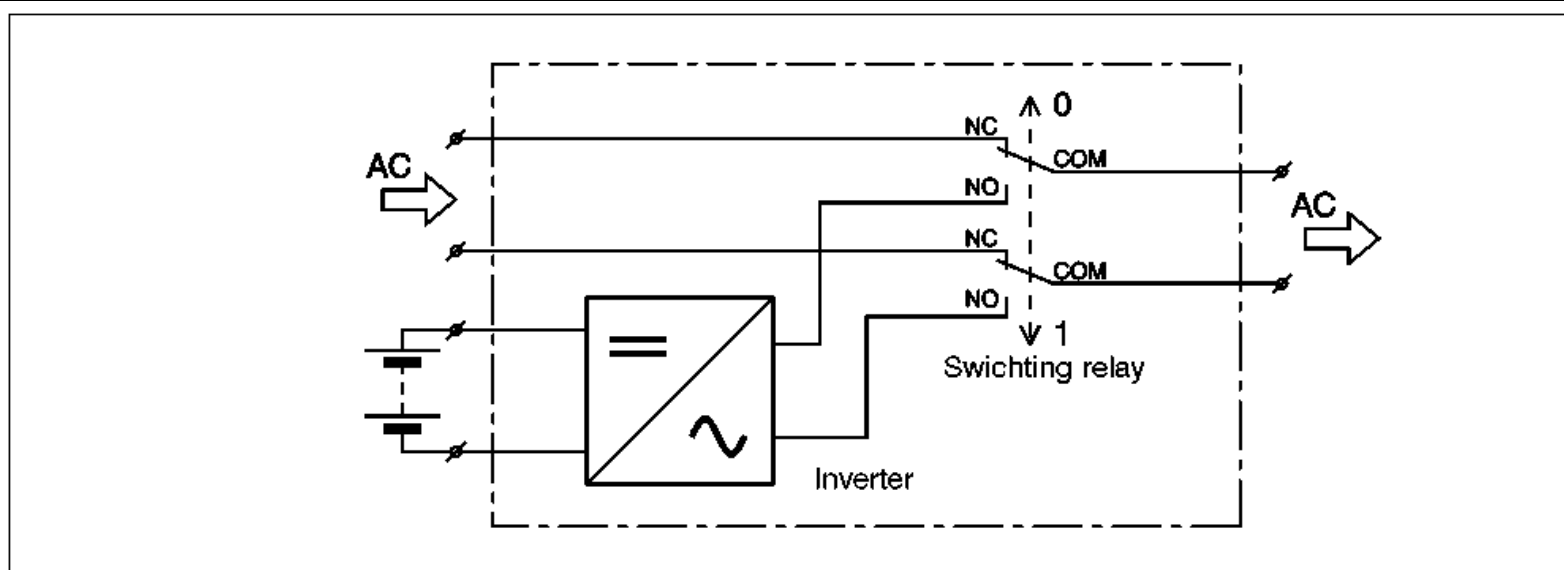 0
NC
COM
AC
NO
AC
NC
COM
NO
1
Swichting relay
Inverter